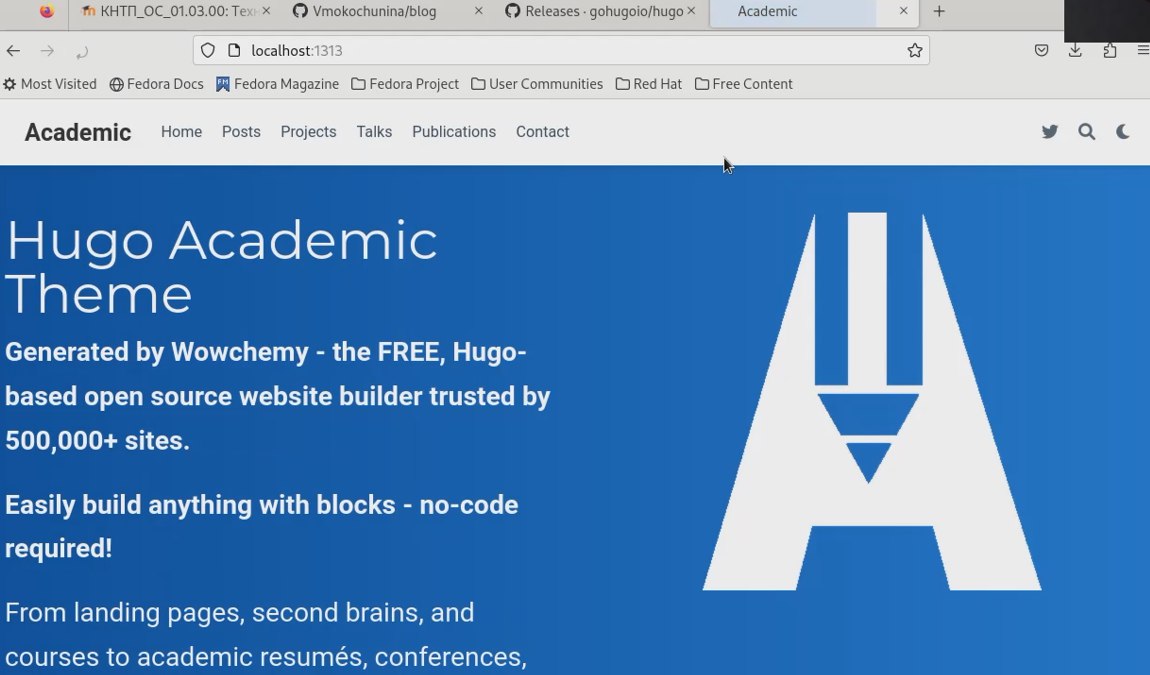 КНТП_ОС_01.03.00: Тех
Vmokochunina/blog
Releases · gohugoio/hugo
Academic
localhost:1313
Most Visited
Fedora Docs
Fedora Magazine
Fedora Project
User Communities
Red Hat
Free Content
Academic
Home
Posts
Projects
Talks
Publications
Contact
Hugo Academic
Theme
Generated by Wowchemy - the FREE, Hugo-
based open source website builder trusted by
500,000+ sites.
Easily build anything with blocks - no-code
required!
From landing pages, second brains, and
courses to academic resumés, conferences,